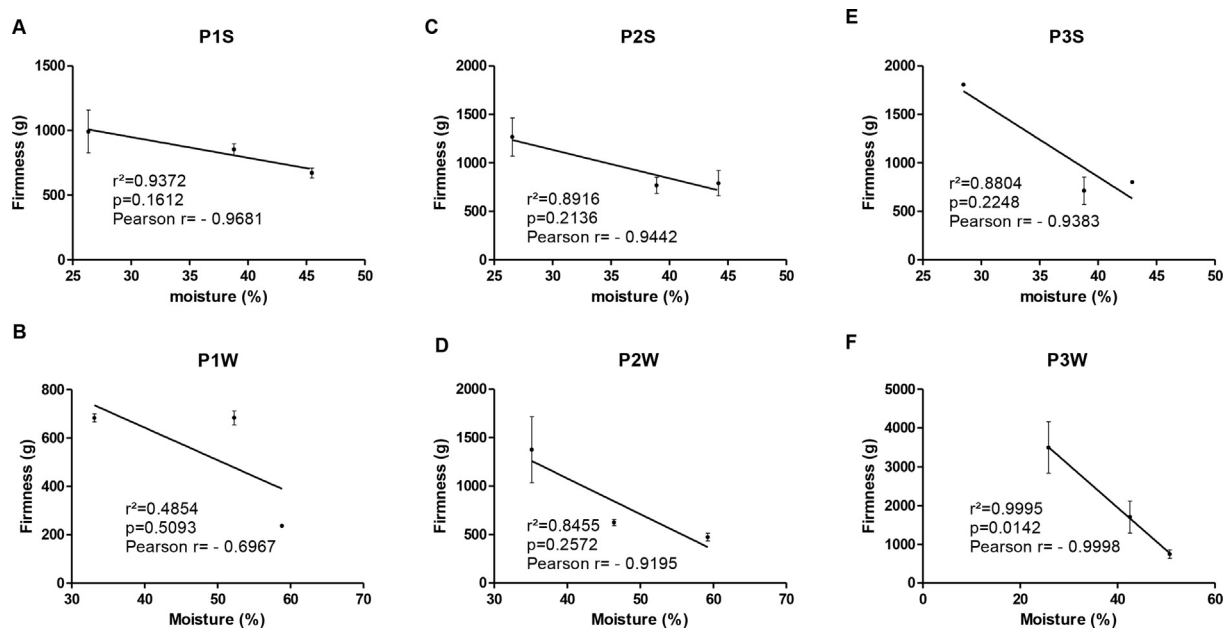 A
P1S
Firmness (g)
1500
1000
500
0
25 30 35 40 45 50
moisture (%)
r²=0.9372
p=0.1612
Pearson r= - 0.9681
C
P2S
Firmness (g)
2000
1500
1000
500
0
25 30 35 40 45 50
moisture (%)
r²=0.8916
p=0.2136
Pearson r= - 0.9442
E
P3S
Firmness (g)
2000
1500
1000
500
0
25 30 35 40 45 50
moisture (%)
r²=0.8804
p=0.2248
Pearson r= - 0.9383
B
P1W
Firmness (g)
800
600
400
200
0
30 40 50 60 70
Moisture (%)
r²=0.4854
p=0.5093
Pearson r= - 0.6967
D
P2W
Firmness (g)
2000
1500
1000
500
0
30 40 50 60 70
Moisture (%)
r²=0.8455
p=0.2572
Pearson r= - 0.9195
F
P3W
Firmness (g)
5000
4000
3000
2000
1000
0
0 20 40 60
Moisture (%)
r²=0.9995
p=0.0142
Pearson r= - 0.9998